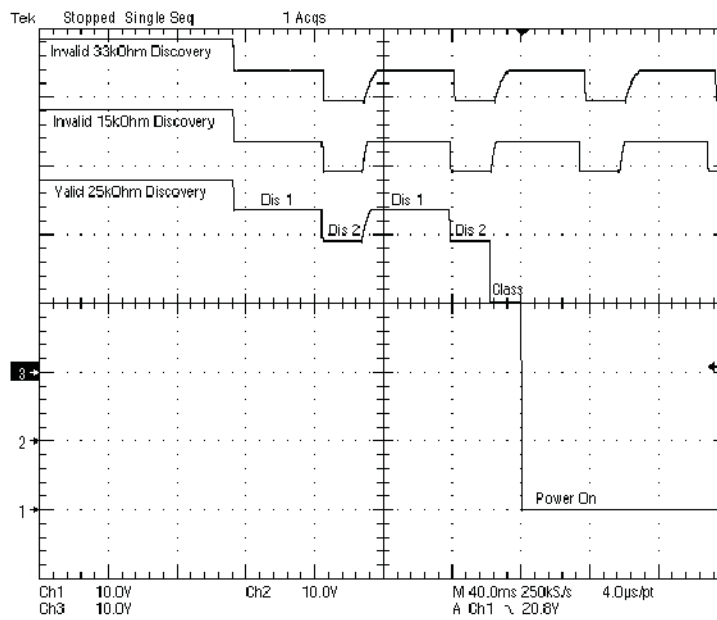 Tek Stopped Single Seq 1 Acqs
Invalid 33kOhm Discovery
Invalid 15kOhm Discovery
Valid 25kOhm Discovery
Dis 1 Dis 1
Dis 2 Dis 2
Class
3
2
1
Power On
Ch1 10.0V Ch2 10.0V M 40.0ms 250kS/s 4.0µs/pt
Ch3 10.0V A Ch1 ∖ 20.8V